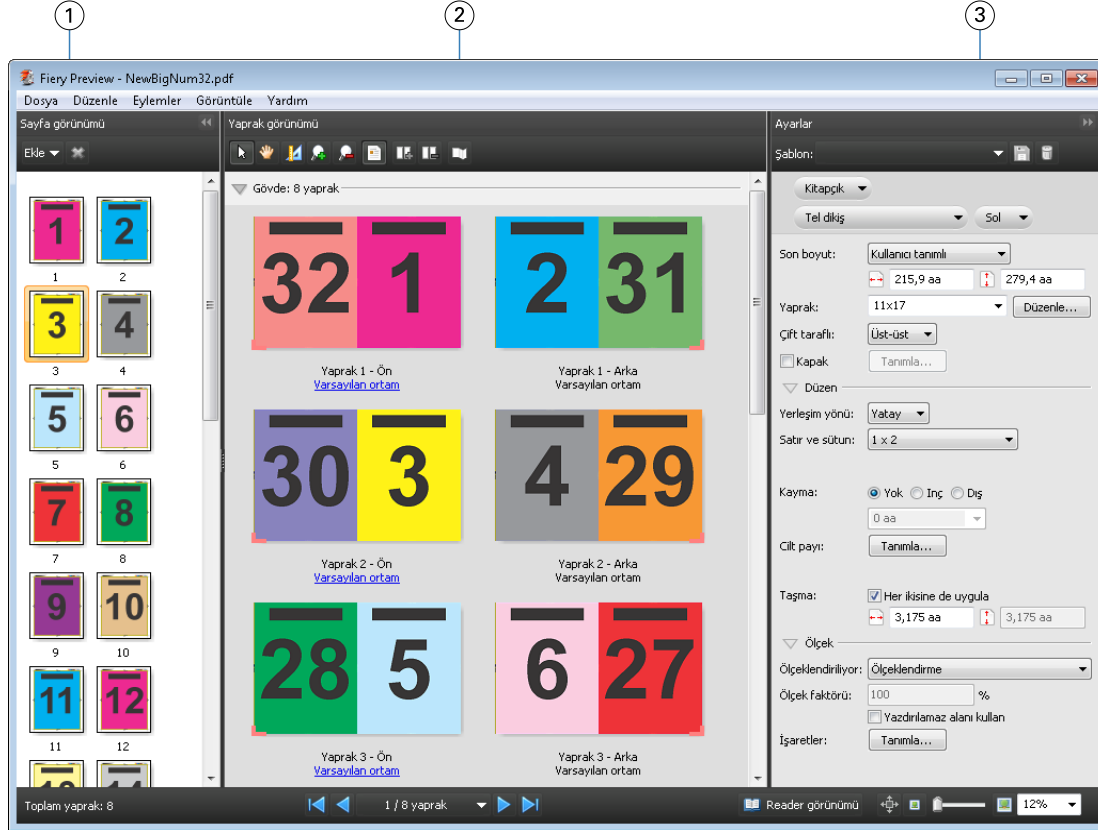 1 2 3
Fiery Preview - NewBigNum32.pdf
Dosya Düzenle Eylemler Görüntüle Yardım
Sayfa görünümü
Ekle
1 2
1 2
3 4
3 4
5 6
5 6
7 8
7 8
9 10
9 10
11 12
11 12
13 14
Toplam yaprak: 8
Yaprak görünümü
Gövde: 8 yaprak
32 1 2 31
Yaprak 1 - Ön Yaprak 1 - Arka
Varsayılan ortam Varsayılan ortam
30 3 4 29
Yaprak 2 - Ön Yaprak 2 - Arka
Varsayılan ortam Varsayılan ortam
28 5 6 27
Yaprak 3 - Ön Yaprak 3 - Arka
Varsayılan ortam Varsayılan ortam
1 / 8 yaprak
Reader görünümü
12%
Ayarlar
Şablon:
Kitapçık
Tel dikiş Sol
Son boyut: Kullanıcı tanımlı
215,9 aa 279,4 aa
Yaprak: 11x17 Düzenle...
Çift taraflı: Üst-üst
Kapak Tanımla...
Düzen
Yerleşim yönü: Yatay
Satır ve sütun: 1 x 2
Kayma: Yok Inç Dış
0 aa
Cilt payı: Tanımla...
Taşma: Her ikisine de uygula
3,175 aa 3,175 aa
Ölçek
Ölçeklendiriliyor: Ölçeklendirme
Ölçek faktörü: 100 %
Yazdırılamaz alanı kullan
İşaretler: Tanımla...